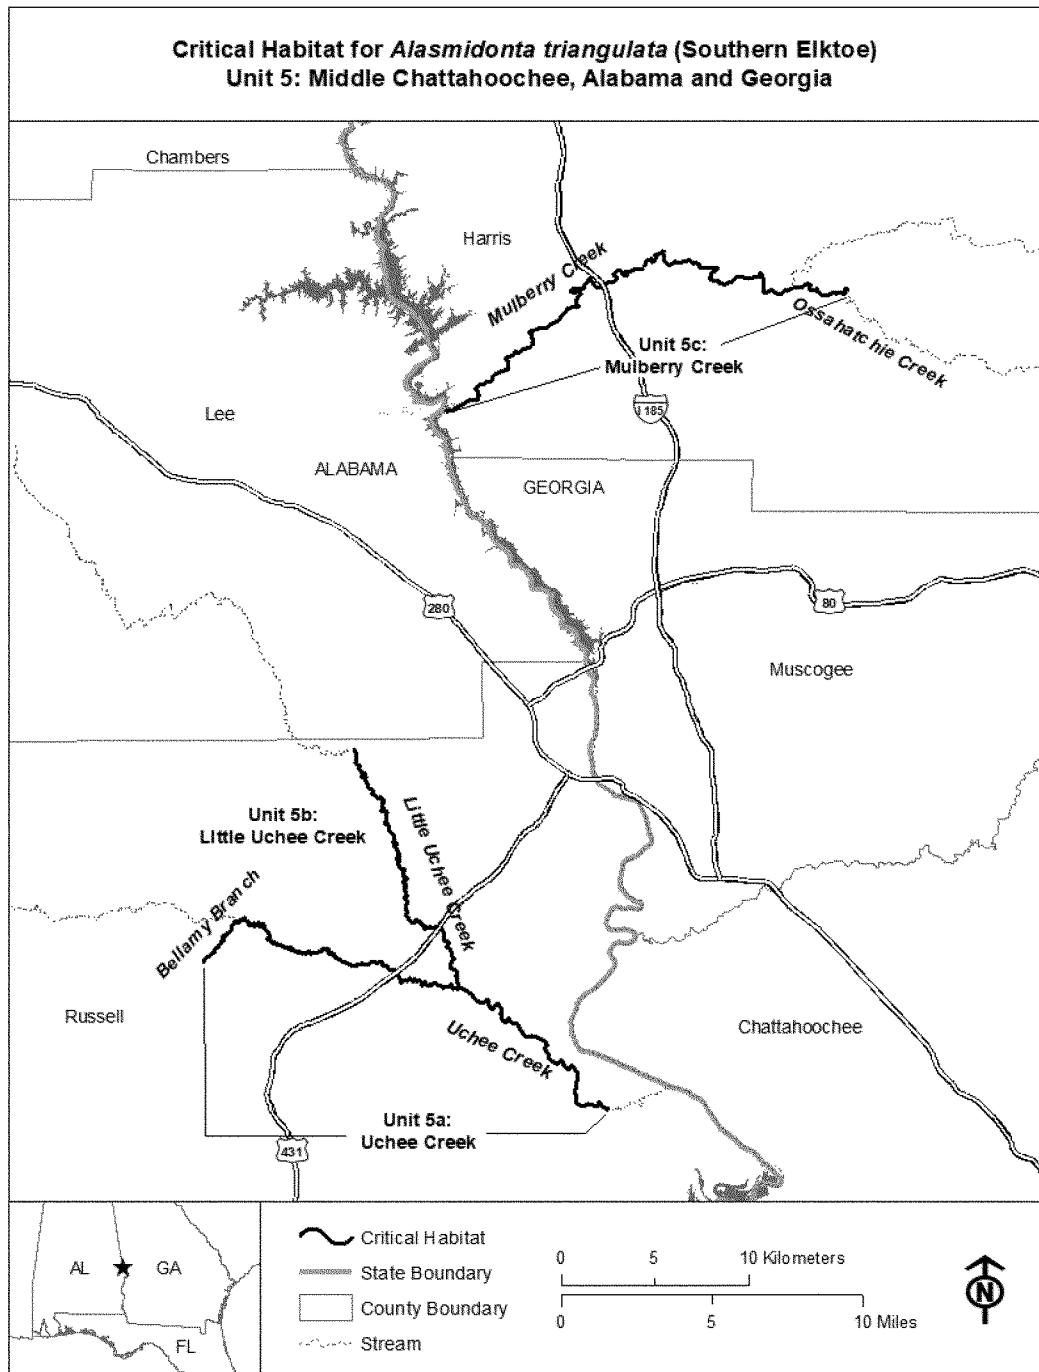 Critical Habitat for Alasmidonta triangulata (Southern Elktoe)
Unit 5: Middle Chattahoochee, Alabama and Georgia
Chambers
Harris
Mulberry Creek
Ossahatchie Creek
Unit 5c:
Mulberry Creek
I 185
Lee
ALABAMA
GEORGIA
280
80
Muscogee
Unit 5b:
Little Uchee Creek
Little Uchee Creek
Bellamy Branch
Russell
Uchee Creek
Chattahoochee
Unit 5a:
Uchee Creek
431
AL
GA
FL
Critical Habitat
State Boundary
County Boundary
Stream
0 5 10 Kilometers
0 5 10 Miles
N